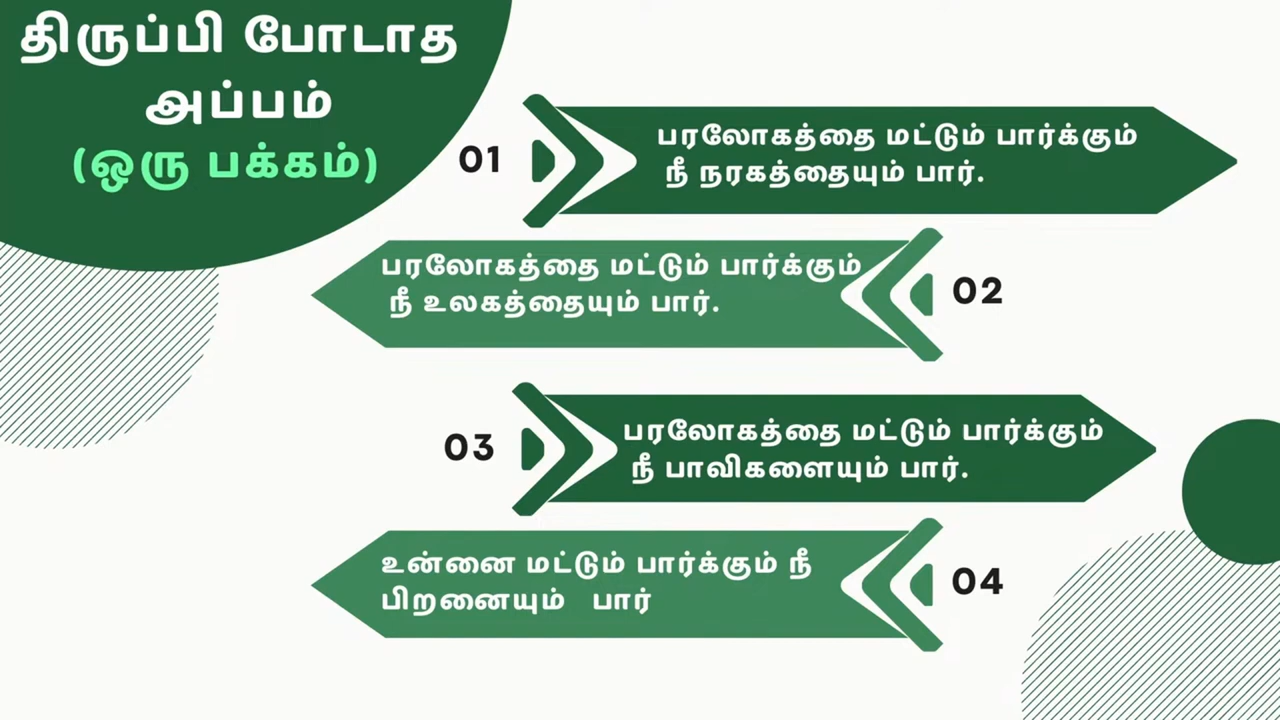 திருப்பி போடாத
அப்பம்
(ஒரு பக்கம்)
01
பரலோகத்தை மட்டும் பார்க்கும்
நீ நரகத்தையும் பார்.
பரலோகத்தை மட்டும் பார்க்கும்
நீ உலகத்தையும் பார்.
02
03
பரலோகத்தை மட்டும் பார்க்கும்
நீ பாவிகளையும் பார்.
உன்னை மட்டும் பார்க்கும் நீ
பிறனையும் பார்
04